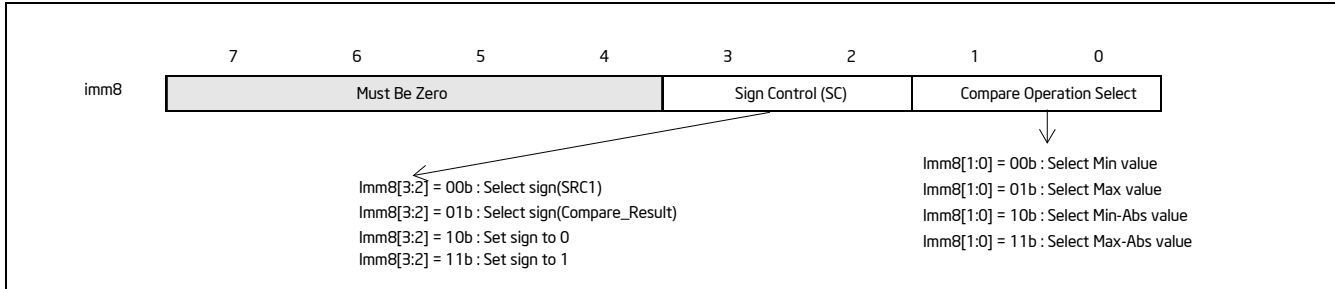 7 6 5 4 3 2 1 0
imm8 Must Be Zero Sign Control (SC) Compare Operation Select
Imm8[3:2] = 00b : Select sign(SRC1)
Imm8[3:2] = 01b : Select sign(Compare_Result)
Imm8[3:2] = 10b : Set sign to 0
Imm8[3:2] = 11b : Set sign to 1
Imm8[1:0] = 00b : Select Min value
Imm8[1:0] = 01b : Select Max value
Imm8[1:0] = 10b : Select Min-Abs value
Imm8[1:0] = 11b : Select Max-Abs value